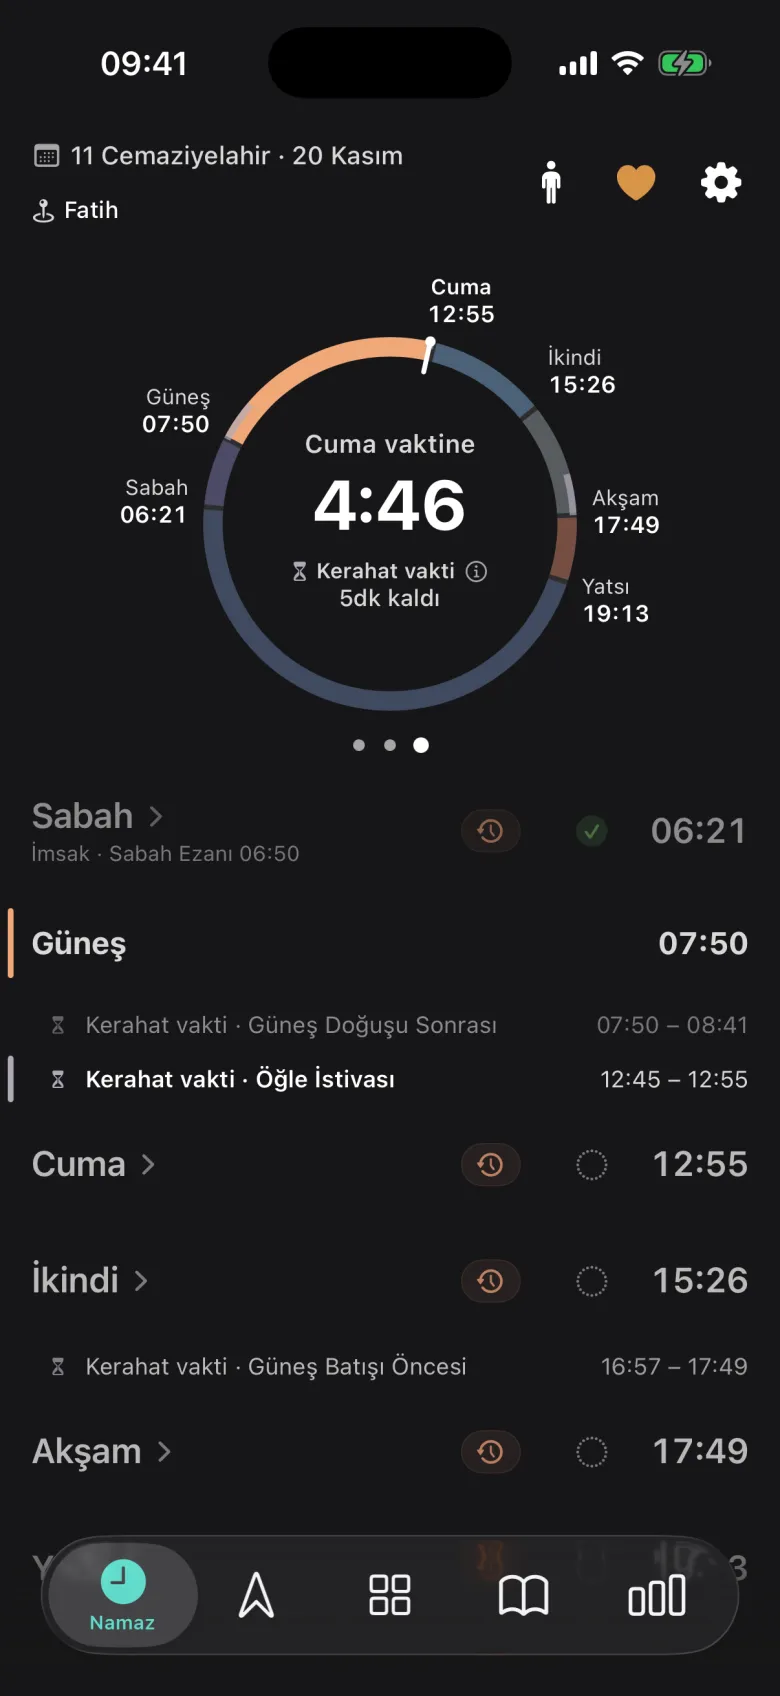 09:41
11 Cemaziyelahir · 20 Kasım
Fatih
Cuma
12:55
İkindi
15:26
Güneş
07:50
Sabah
06:21
Akşam
17:49
Yatsı
19:13
Cuma vaktine
4:46
Kerahat vakti
5dk kaldı
Sabah
İmsak · Sabah Ezanı 06:50
06:21
Güneş
07:50
Kerahat vakti · Güneş Doğuşu Sonrası
07:50 – 08:41
Kerahat vakti · Öğle İstivası
12:45 – 12:55
Cuma
12:55
İkindi
15:26
Kerahat vakti · Güneş Batışı Öncesi
16:57 – 17:49
Akşam
17:49
Namaz